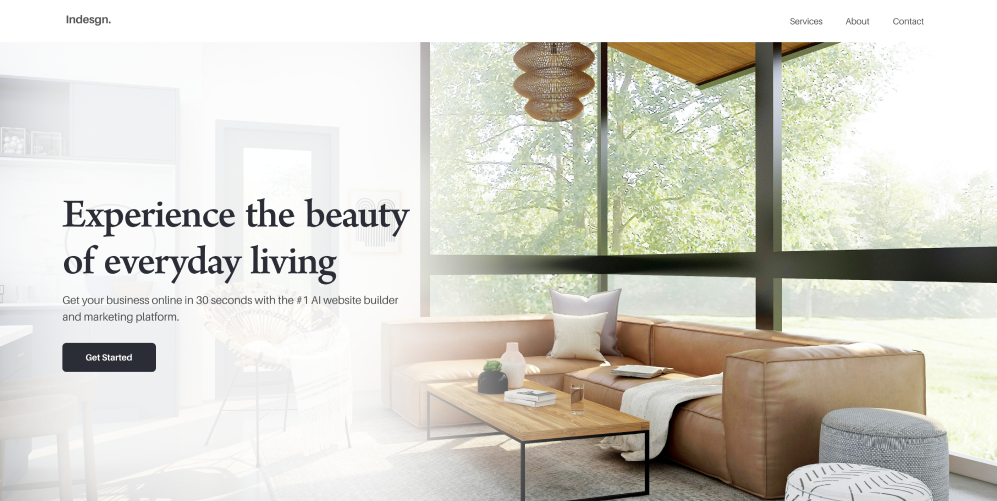 Indesgn.
Services
About
Contact
Experience the beauty
of everyday living
Get your business online in 30 seconds with the #1 AI website builder
and marketing platform.
Get Started